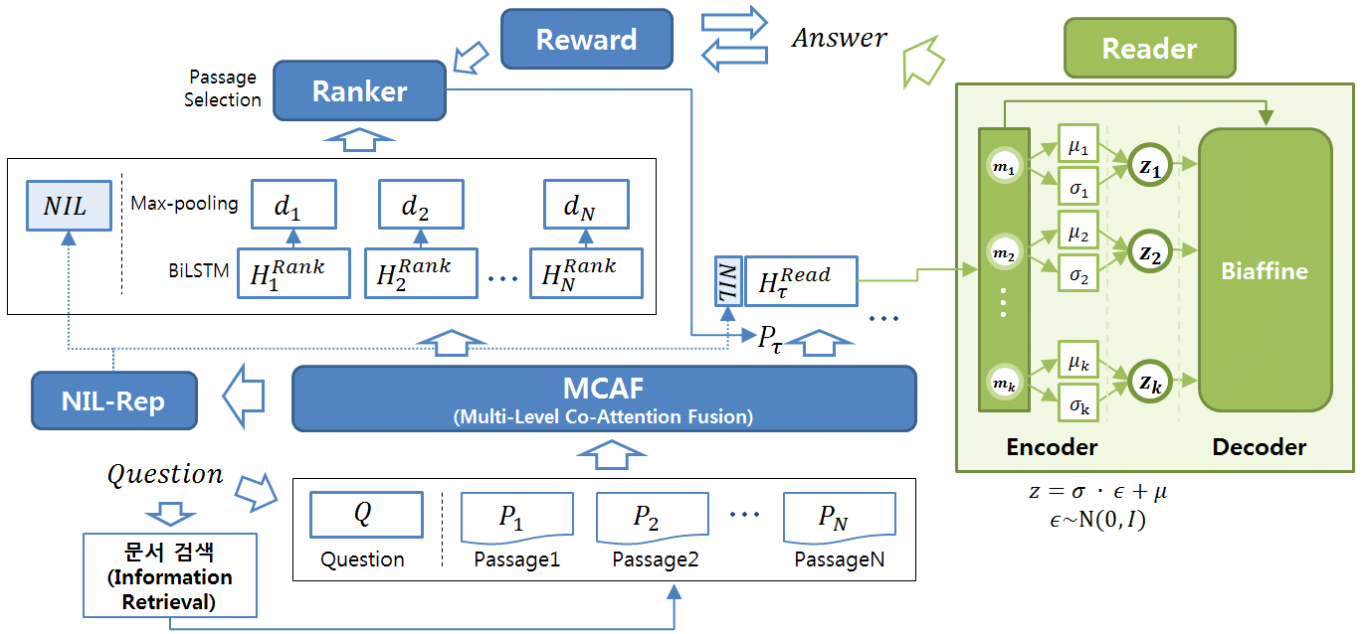 Reward
Answer
Reader
Passage
Selection
Ranker
NIL
Max-pooling
d_1
d_2
d_N
BiLSTM
H_1^{Rank}
H_2^{Rank}
...
H_N^{Rank}
NIL
H_τ^{Read}
...
P_τ
m_1
μ_1
σ_1
z_1
m_2
μ_2
σ_2
z_2
⋮
m_k
μ_k
σ_k
z_k
Biaffine
Encoder
Decoder
z = σ · ϵ + μ
ϵ~N(0, I)
NIL-Rep
MCAF
(Multi-Level Co-Attention Fusion)
Question
Q
P_1
P_2
...
P_N
Question
Passage1
Passage2
PassageN
문서 검색
(Information
Retrieval)